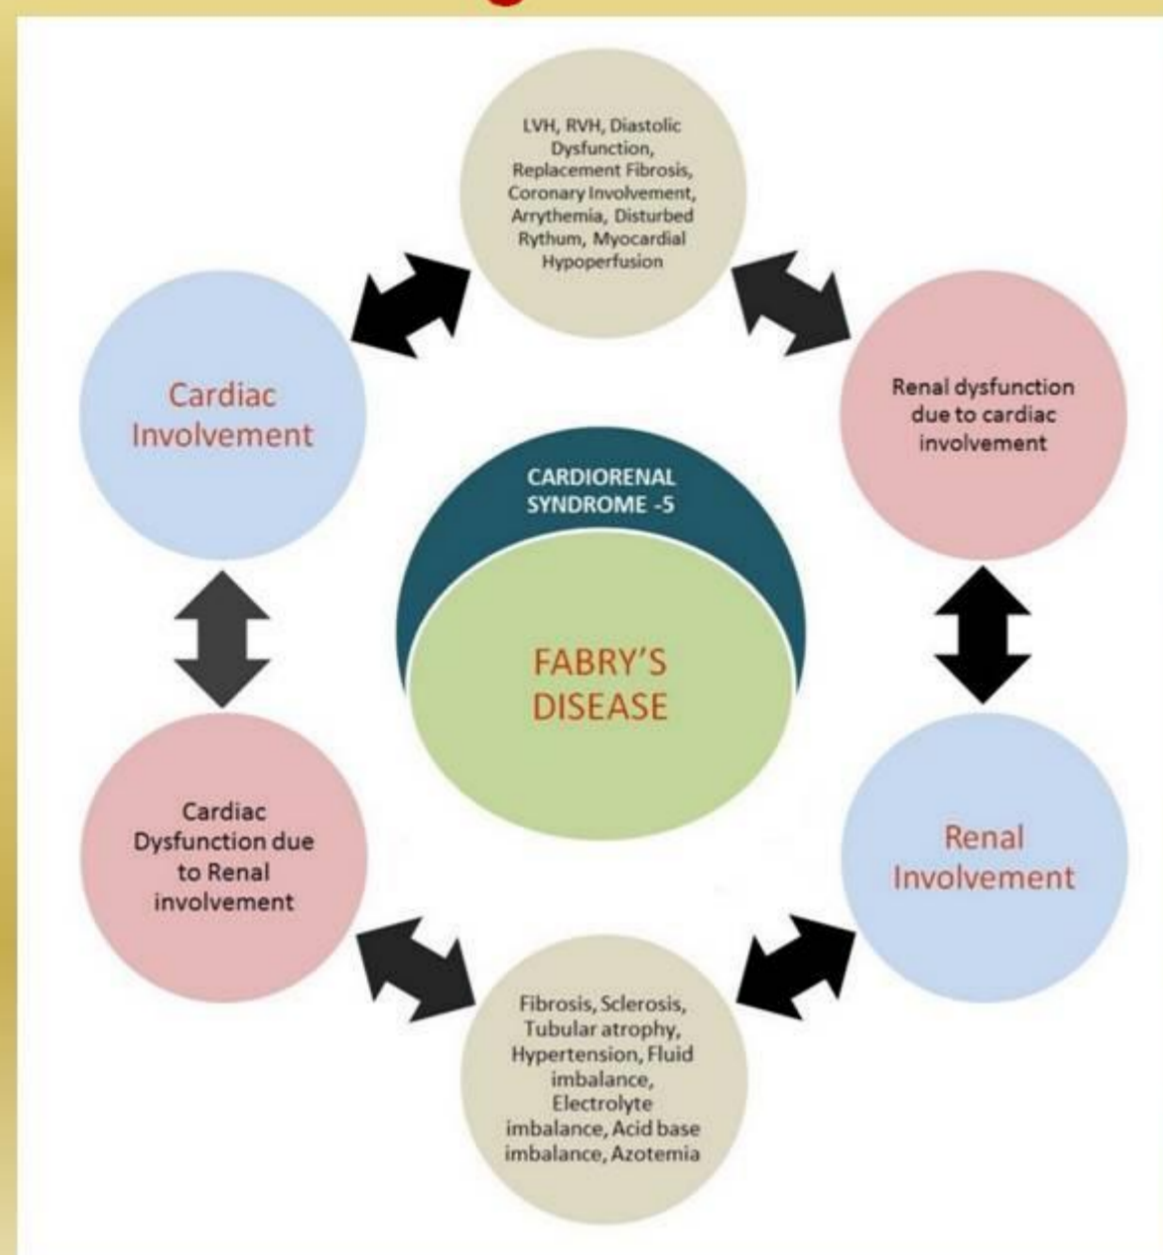 LVH, RVH, Diastolic
Dysfunction,
Replacement Fibrosis,
Coronary Involvement,
Arrythemia, Disturbed
Rythum, Myocardial
Hypoperfusion
Cardiac
Involvement
Renal dysfunction
due to cardiac
involvement
CARDIORENAL
SYNDROME -5
FABRY'S
DISEASE
Cardiac
Dysfunction due
to Renal
involvement
Renal
Involvement
Fibrosis, Sclerosis,
Tubular atrophy,
Hypertension, Fluid
imbalance,
Electrolyte
imbalance, Acid base
imbalance, Azotemia